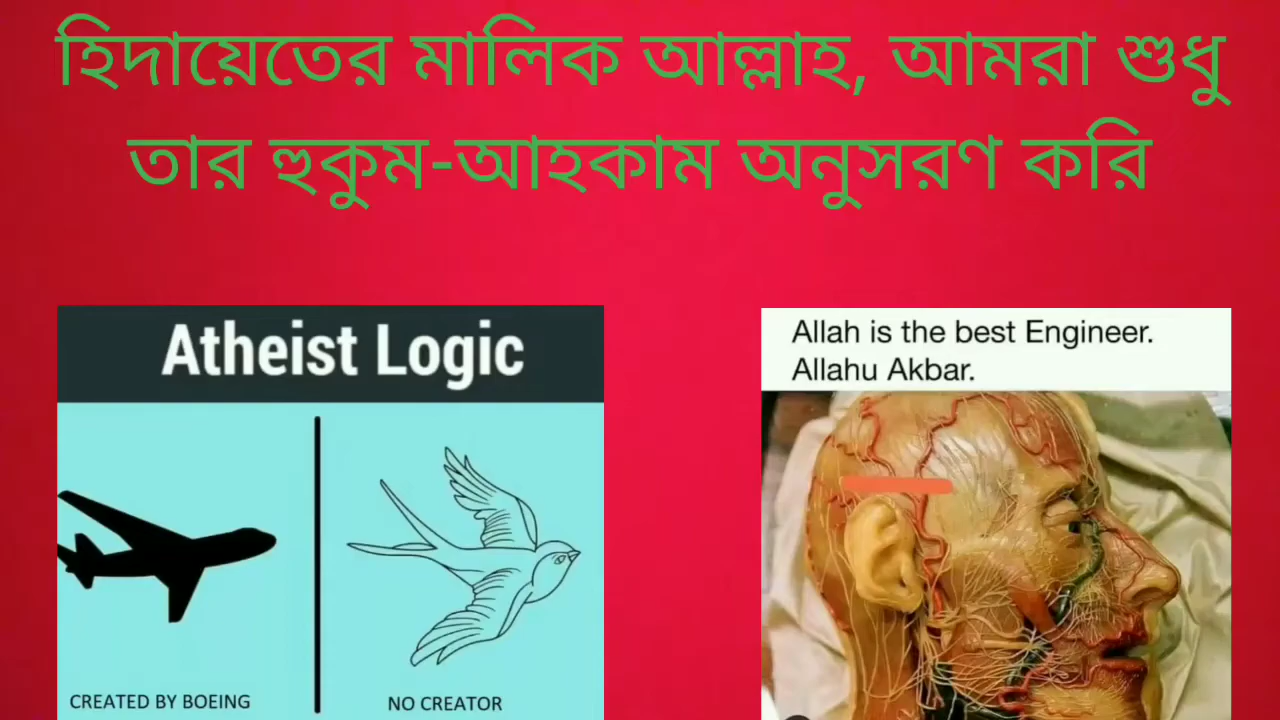 হিদায়েতের মালিক আল্লাহ, আমরা শুধু
তার হুকুম-আহকাম অনুসরণ করি
Atheist Logic
CREATED BY BOEING
NO CREATOR
Allah is the best Engineer.
Allahu Akbar.